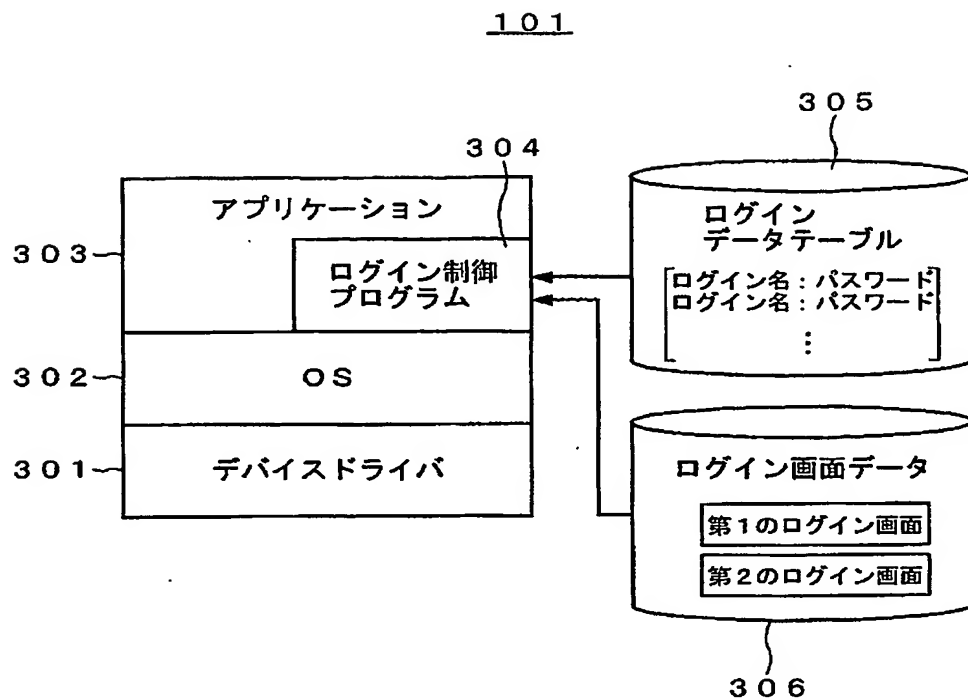 １０１
３０５
３０４
アプリケーション
ログイン
データテーブル
３０３
ログイン制御
プログラム
ログイン名：パスワード
ログイン名：パスワード
⋮
３０２
ＯＳ
３０１
デバイスドライバ
ログイン画面データ
第１のログイン画面
第２のログイン画面
３０６